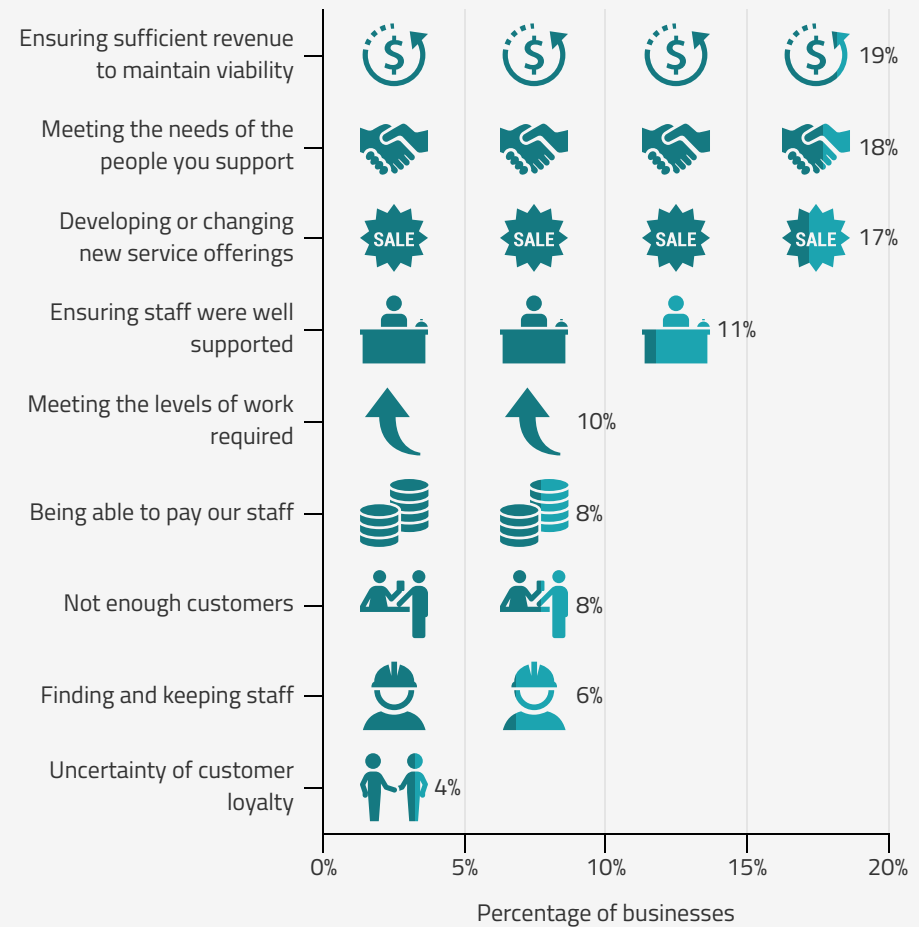 Ensuring sufficient revenue
to maintain viability
19%
Meeting the needs of the
people you support
18%
Developing or changing
new service offerings
SALE SALE SALE SALE
17%
Ensuring staff were well
supported
11%
Meeting the levels of work
required
10%
Being able to pay our staff
8%
Not enough customers
8%
Finding and keeping staff
6%
Uncertainty of customer
loyalty
4%
0% 5% 10% 15% 20%
Percentage of businesses